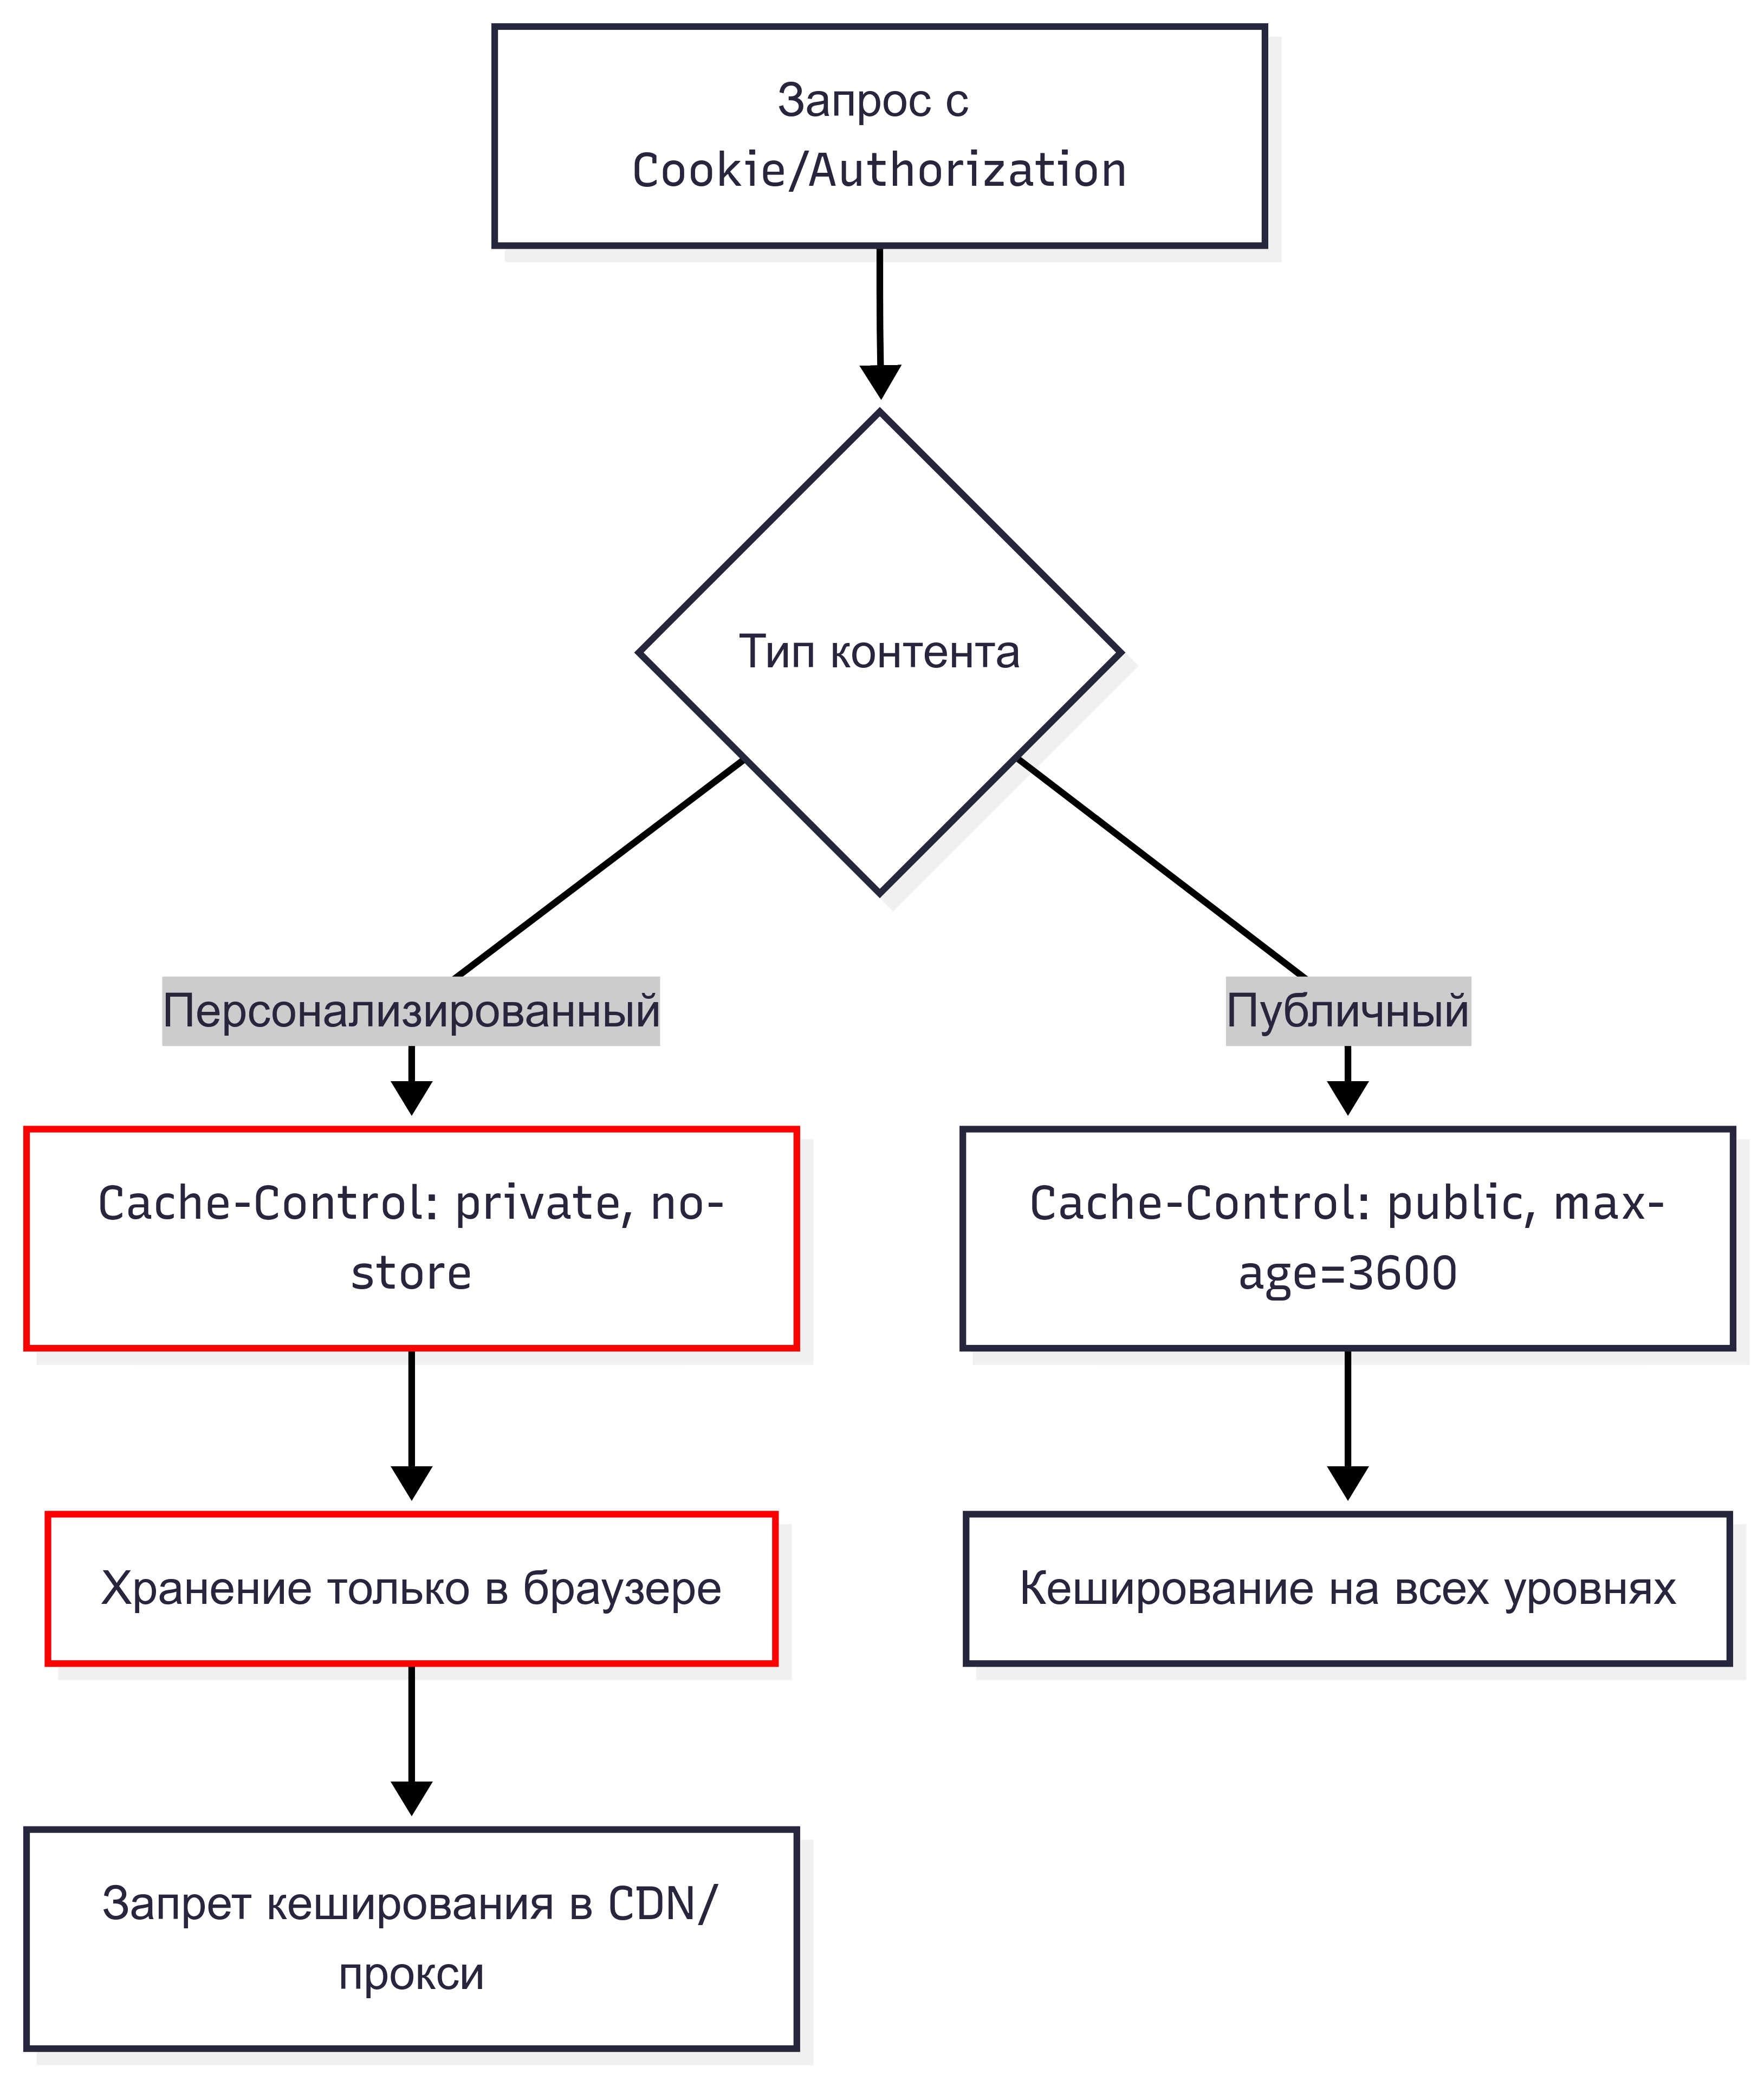 Запрос с
Cookie/Authorization
Тип контента
Персонализированный
Публичный
Cache-Control: private, no-
store
Cache-Control: public, max-
age=3600
Хранение только в браузере
Кеширование на всех уровнях
Запрет кеширования в CDN/
прокси